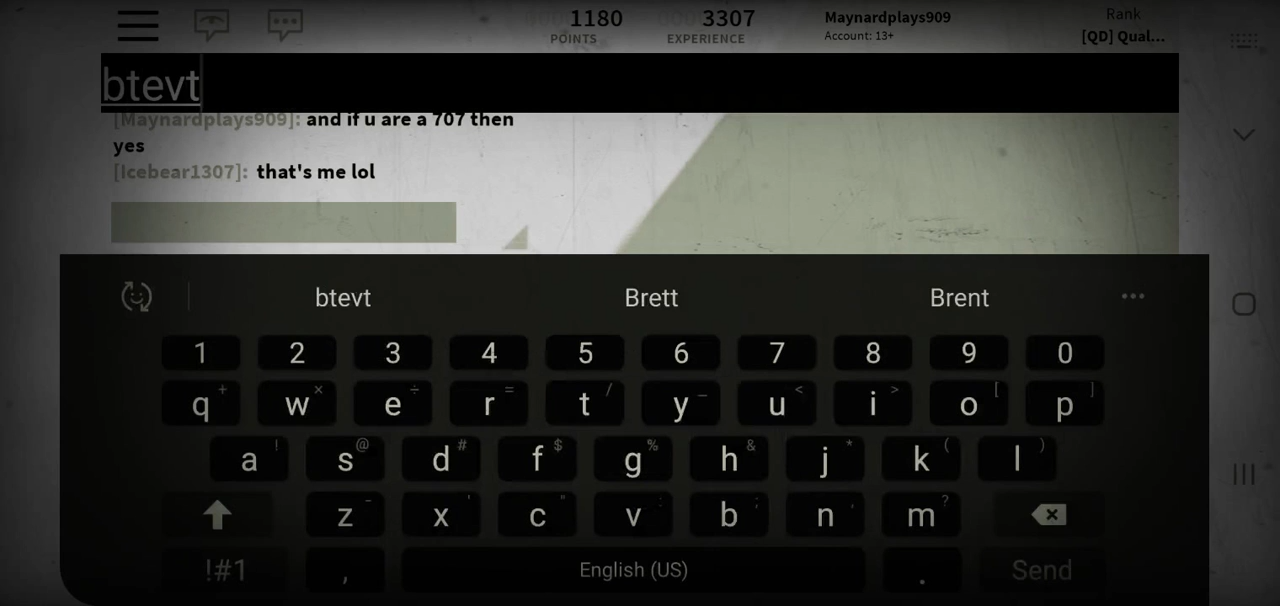 1180 3307 Maynardplays909 Rank
POINTS EXPERIENCE Account: 13+ [QD] Qual...
btevt
[Maynardplays909]: and if u are a 707 then
yes
[Icebear1307]: that's me lol
btevt Brett Brent
1 2 3 4 5 6 7 8 9 0
q + w × e ÷ r = t / y _ u < i > o [ p ]
a ! s @ d # f $ g % h & j * k ( l )
z - x ' c " v : b ; n , m ?
!#1 , English (US) . Send